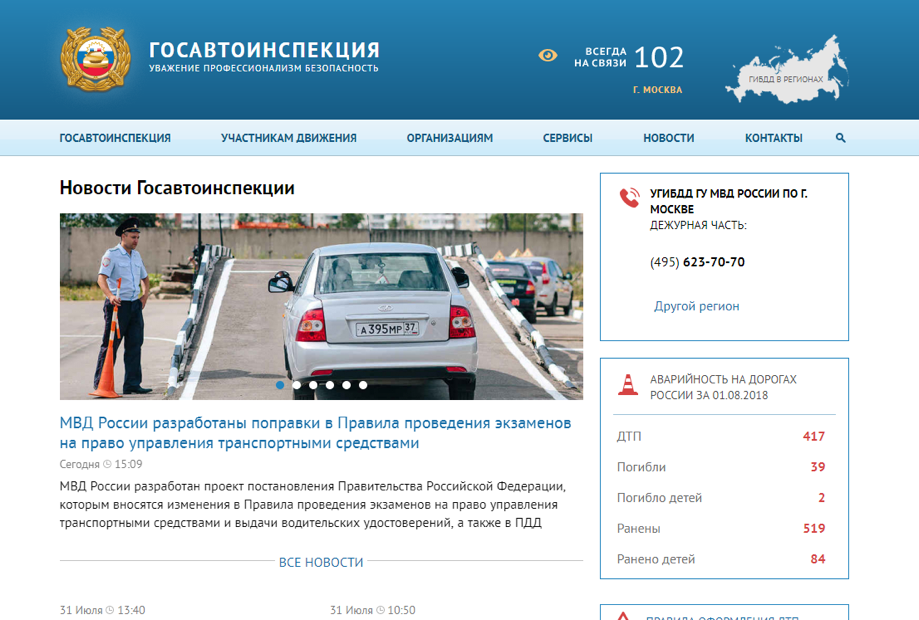 ГОСАВТОИНСПЕКЦИЯ
УВАЖЕНИЕ ПРОФЕССИОНАЛИЗМ БЕЗОПАСНОСТЬ
ВСЕГДА
НА СВЯЗИ 102
Г. МОСКВА
ГИБДД В РЕГИОНАХ
ГОСАВТОИНСПЕКЦИЯ УЧАСТНИКАМ ДВИЖЕНИЯ ОРГАНИЗАЦИЯМ СЕРВИСЫ НОВОСТИ КОНТАКТЫ
Новости Госавтоинспекции
А395МР 37
МВД России разработаны поправки в Правила проведения экзаменов
на право управления транспортными средствами
Сегодня 15:09
МВД России разработан проект постановления Правительства Российской Федерации,
которым вносятся изменения в Правила проведения экзаменов на право управления
транспортными средствами и выдачи водительских удостоверений, а также в ПДД
ВСЕ НОВОСТИ
31 Июля 13:40
31 Июля 10:50
УГИБДД ГУ МВД РОССИИ ПО Г.
МОСКВЕ
ДЕЖУРНАЯ ЧАСТЬ:
(495) 623-70-70
Другой регион
АВАРИЙНОСТЬ НА ДОРОГАХ
РОССИИ ЗА 01.08.2018
ДТП 417
Погибли 39
Погибло детей 2
Ранены 519
Ранено детей 84
ПРАВИЛА ОФОРМЛЕНИЯ ДТП